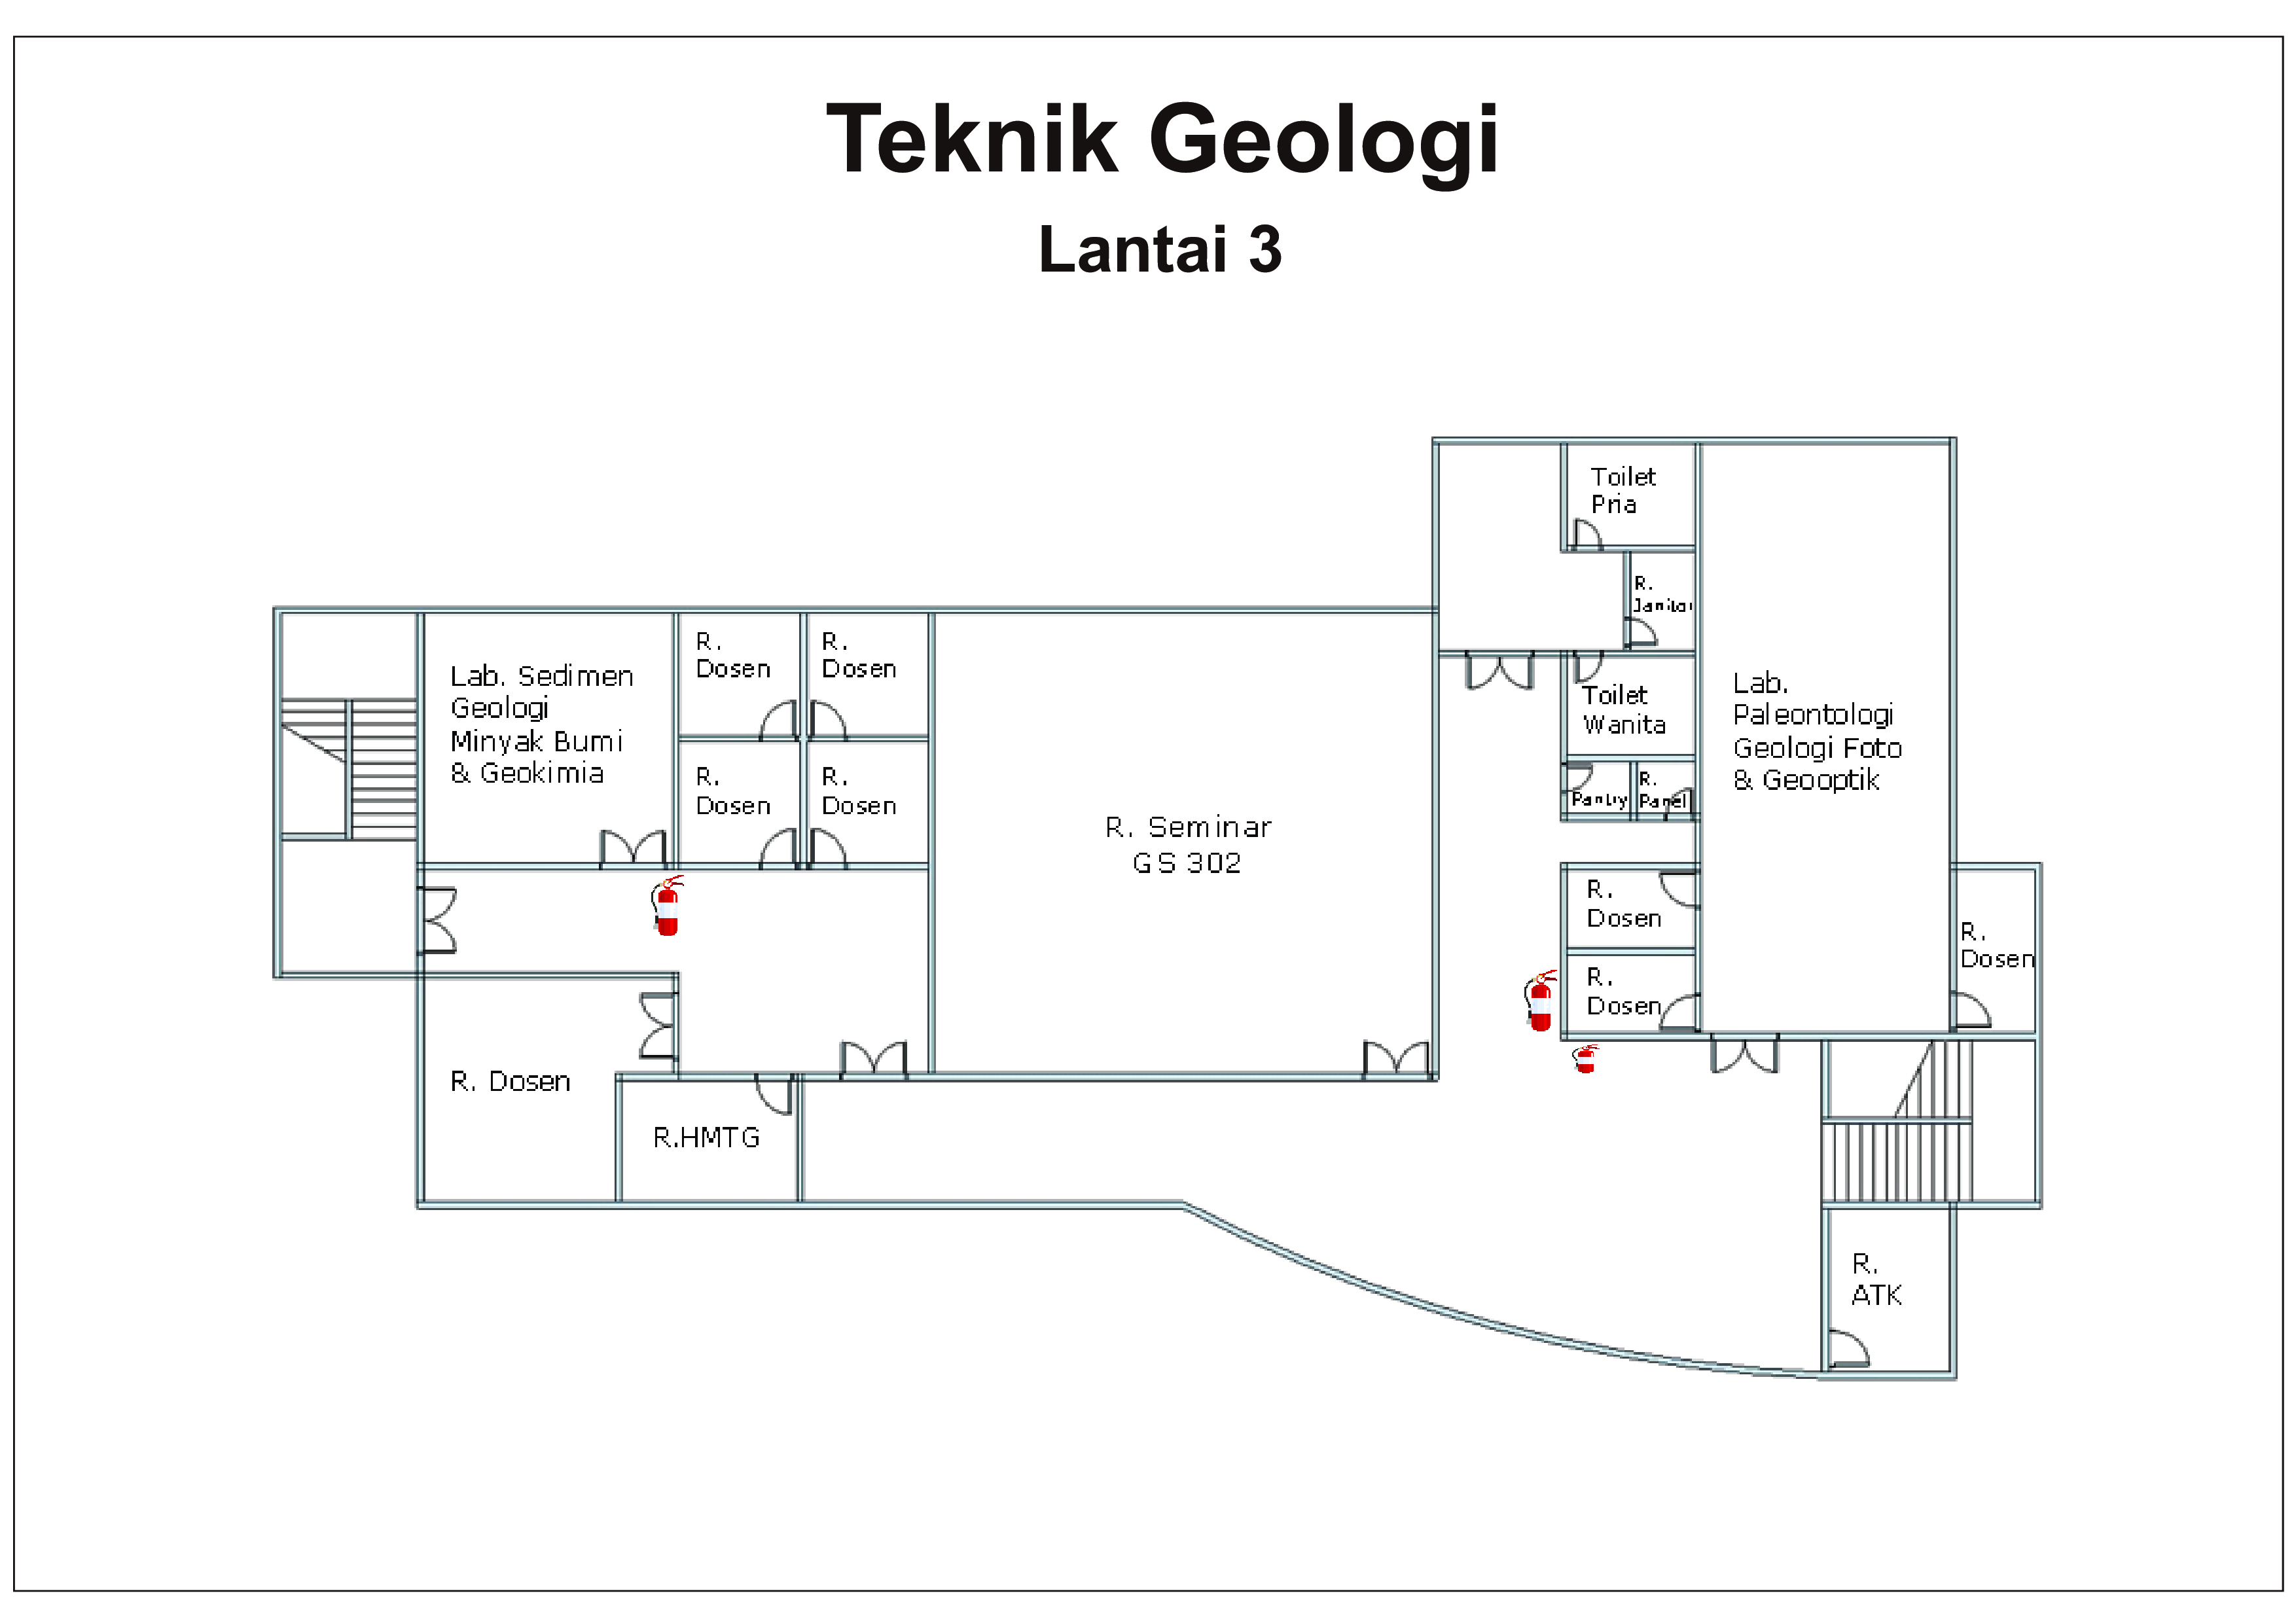 Teknik Geologi
Lantai 3
Toilet
Pria
R.
Janitor
Lab. Sedimen
Geologi
Minyak Bumi
& Geokimia
R.
Dosen
R.
Dosen
R.
Dosen
R.
Dosen
R. Seminar
GS 302
Toilet
Wanita
Pantry
R.
Panel
Lab.
Paleontologi
Geologi Foto
& Geooptik
R.
Dosen
R.
Dosen
R.
Dosen
R. Dosen
R.HMTG
R.
ATK